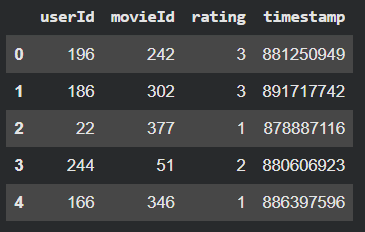 userId movieId rating timestamp
0 196 242 3 881250949
1 186 302 3 891717742
2 22 377 1 878887116
3 244 51 2 880606923
4 166 346 1 886397596